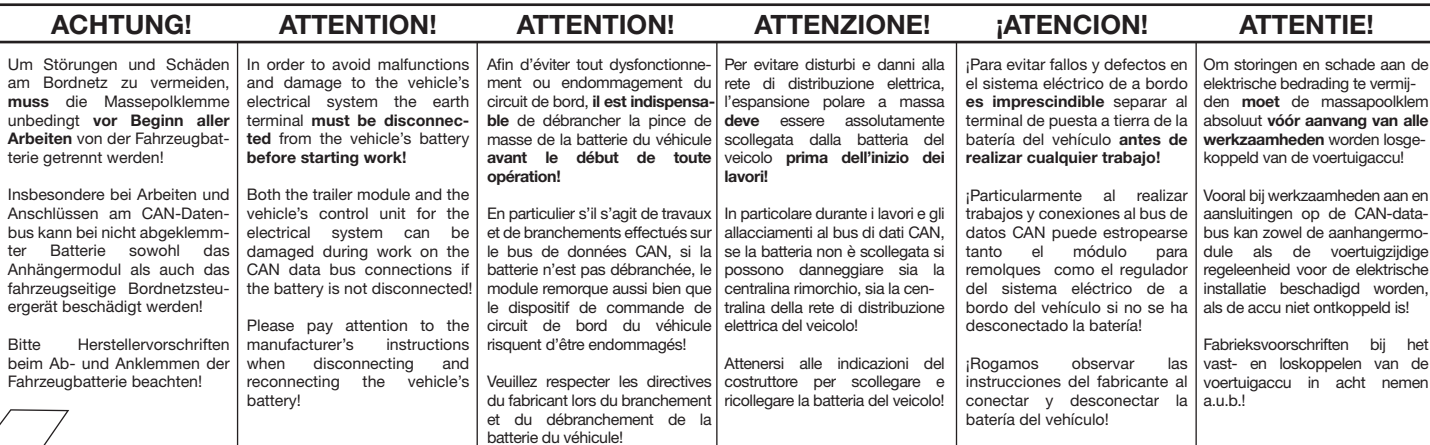 ACHTUNG!
Um Störungen und Schäden
am Bordnetz zu vermeiden,
muss die Massepolklemme
unbedingt vor Beginn aller
Arbeiten von der Fahrzeugbat-
terie getrennt werden!
Insbesondere bei Arbeiten und
Anschlüssen am CAN-Daten-
bus kann bei nicht abgeklemm-
ter Batterie sowohl das
Anhängermodul als auch das
fahrzeugseitige Bordnetzsteu-
ergerät beschädigt werden!
Bitte Herstellervorschriften
beim Ab- und Anklemmen der
Fahrzeugbatterie beachten!
ATTENTION!
In order to avoid malfunctions
and damage to the vehicle's
electrical system the earth
terminal must be disconnec-
ted from the vehicle's battery
before starting work!
Both the trailer module and the
vehicle's control unit for the
electrical system can be
damaged during work on the
CAN data bus connections if
the battery is not disconnected!
Please pay attention to the
manufacturer's instructions
when disconnecting and
reconnecting the vehicle's
battery!
ATTENTION!
Afin d'éviter tout dysfonctionne-
ment ou endommagement du
circuit de bord, il est indispensa-
ble de débrancher la pince de
masse de la batterie du véhicule
avant le début de toute
opération!
En particulier s'il s'agit de travaux
et de branchements effectués sur
le bus de données CAN, si la
batterie n'est pas débranchée, le
module remorque aussi bien que
le dispositif de commande de
circuit de bord du véhicule
risquent d'être endommagés!
Veuillez respecter les directives
du fabricant lors du branchement
et du débranchement de la
batterie du véhicule!
ATTENZIONE!
Per evitare disturbi e danni alla
rete di distribuzione elettrica,
l'espansione polare a massa
deve essere assolutamente
scollegata dalla batteria del
veicolo prima dell'inizio dei
lavori!
In particolare durante i lavori e gli
allacciamenti al bus di dati CAN,
se la batteria non è scollegata si
possono danneggiare sia la
centralina rimorchio, sia la cen-
tralina della rete di distribuzione
elettrica del veicolo!
Attenersi alle indicazioni del
costruttore per scollegare e
ricollegare la batteria del veicolo!
¡ATENCION!
¡Para evitar fallos y defectos en
el sistema eléctrico de a bordo
es imprescindible separar al
terminal de puesta a tierra de la
batería del vehículo antes de
realizar cualquier trabajo!
¡Particularmente al realizar
trabajos y conexiones al bus de
datos CAN puede estropearse
tanto el módulo para
remolques como el regulador
del sistema eléctrico de a
bordo del vehículo si no se ha
desconectado la batería!
¡Rogamos observar las
instrucciones del fabricante al
conectar y desconectar la
batería del vehículo!
ATTENTIE!
Om storingen en schade aan de
elektrische bedrading te vermij-
den moet de massapoolklem
absoluut vóór aanvang van alle
werkzaamheden worden losge-
koppeld van de voertuigaccu!
Vooral bij werkzaamheden aan en
aansluitingen op de CAN-data-
bus kan zowel de aanhangermo-
dule als de voertuigzijdige
regeleenheid voor de elektrische
installatie beschadigd worden,
als de accu niet ontkoppeld is!
Fabrieksvoorschriften bij het
vast- en loskoppelen van de
voertuigaccu in acht nemen
a.u.b.!